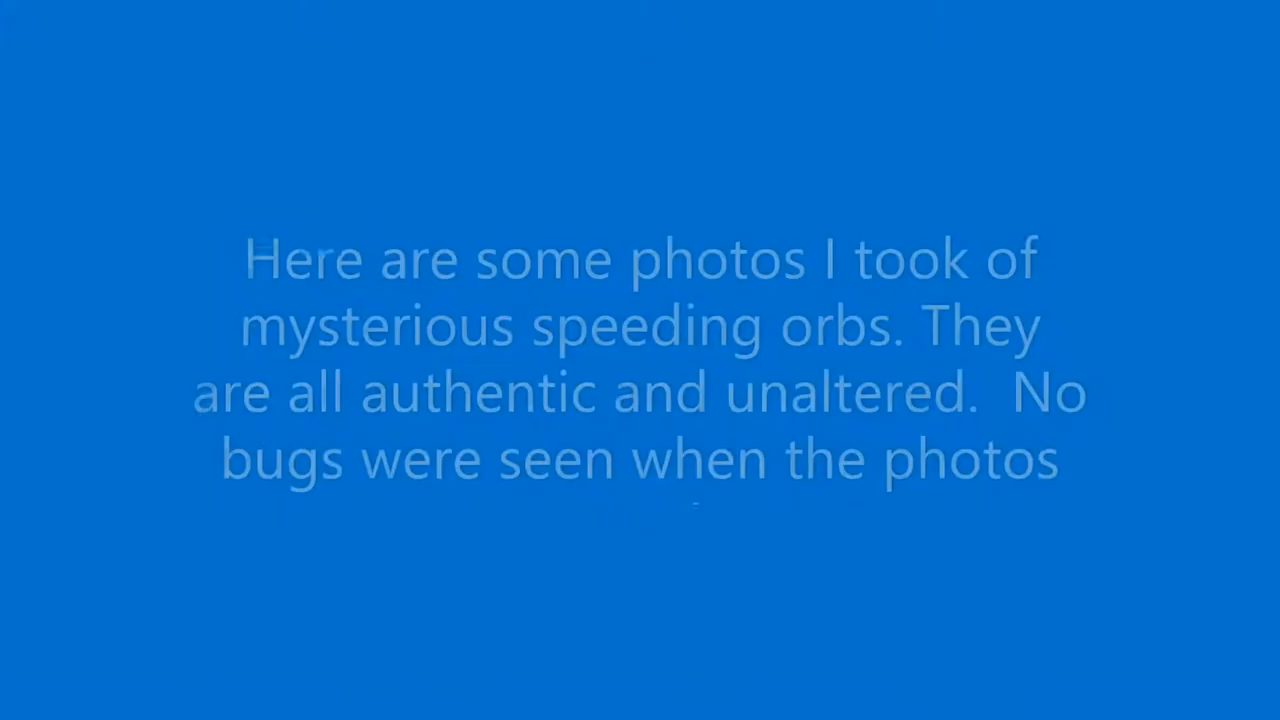 Here are some photos I took of
mysterious speeding orbs. They
are all authentic and unaltered.  No
bugs were seen when the photos